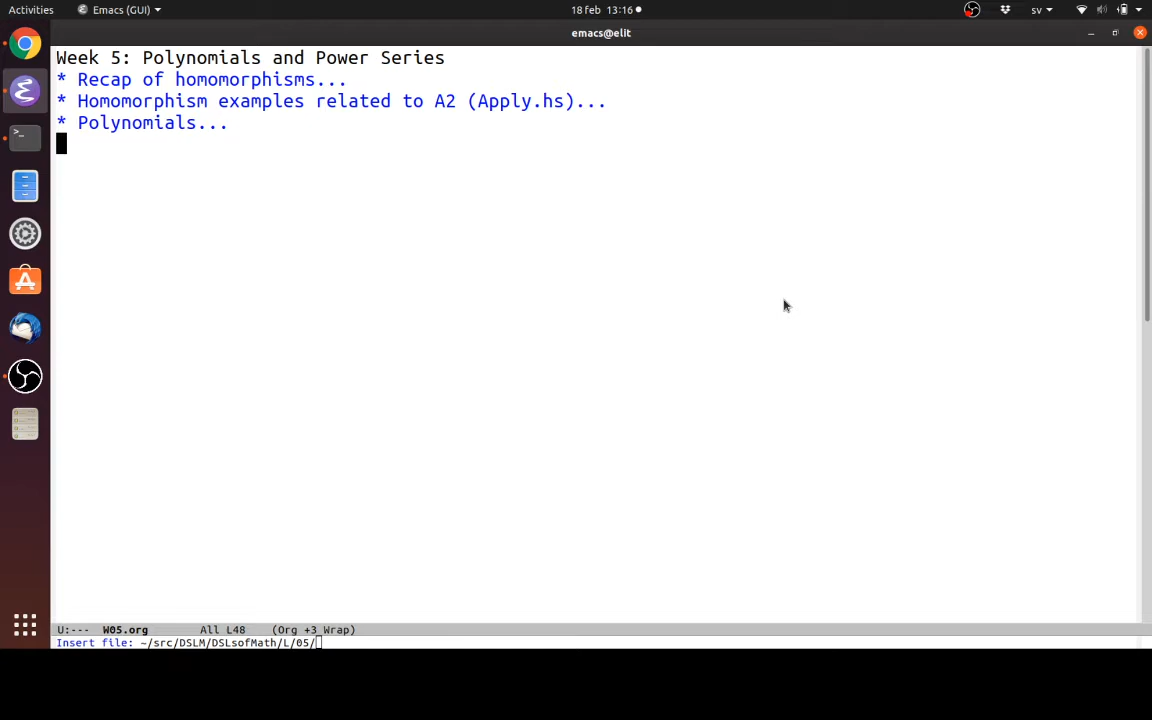 Activities Emacs (GUI) 18 feb 13:16 sv
emacs@elit
Week 5: Polynomials and Power Series
* Recap of homomorphisms...
* Homomorphism examples related to A2 (Apply.hs)...
* Polynomials...
U:--- W05.org All L48 (Org +3 Wrap)
Insert file: ~/src/DSLM/DSLsofMath/L/05/